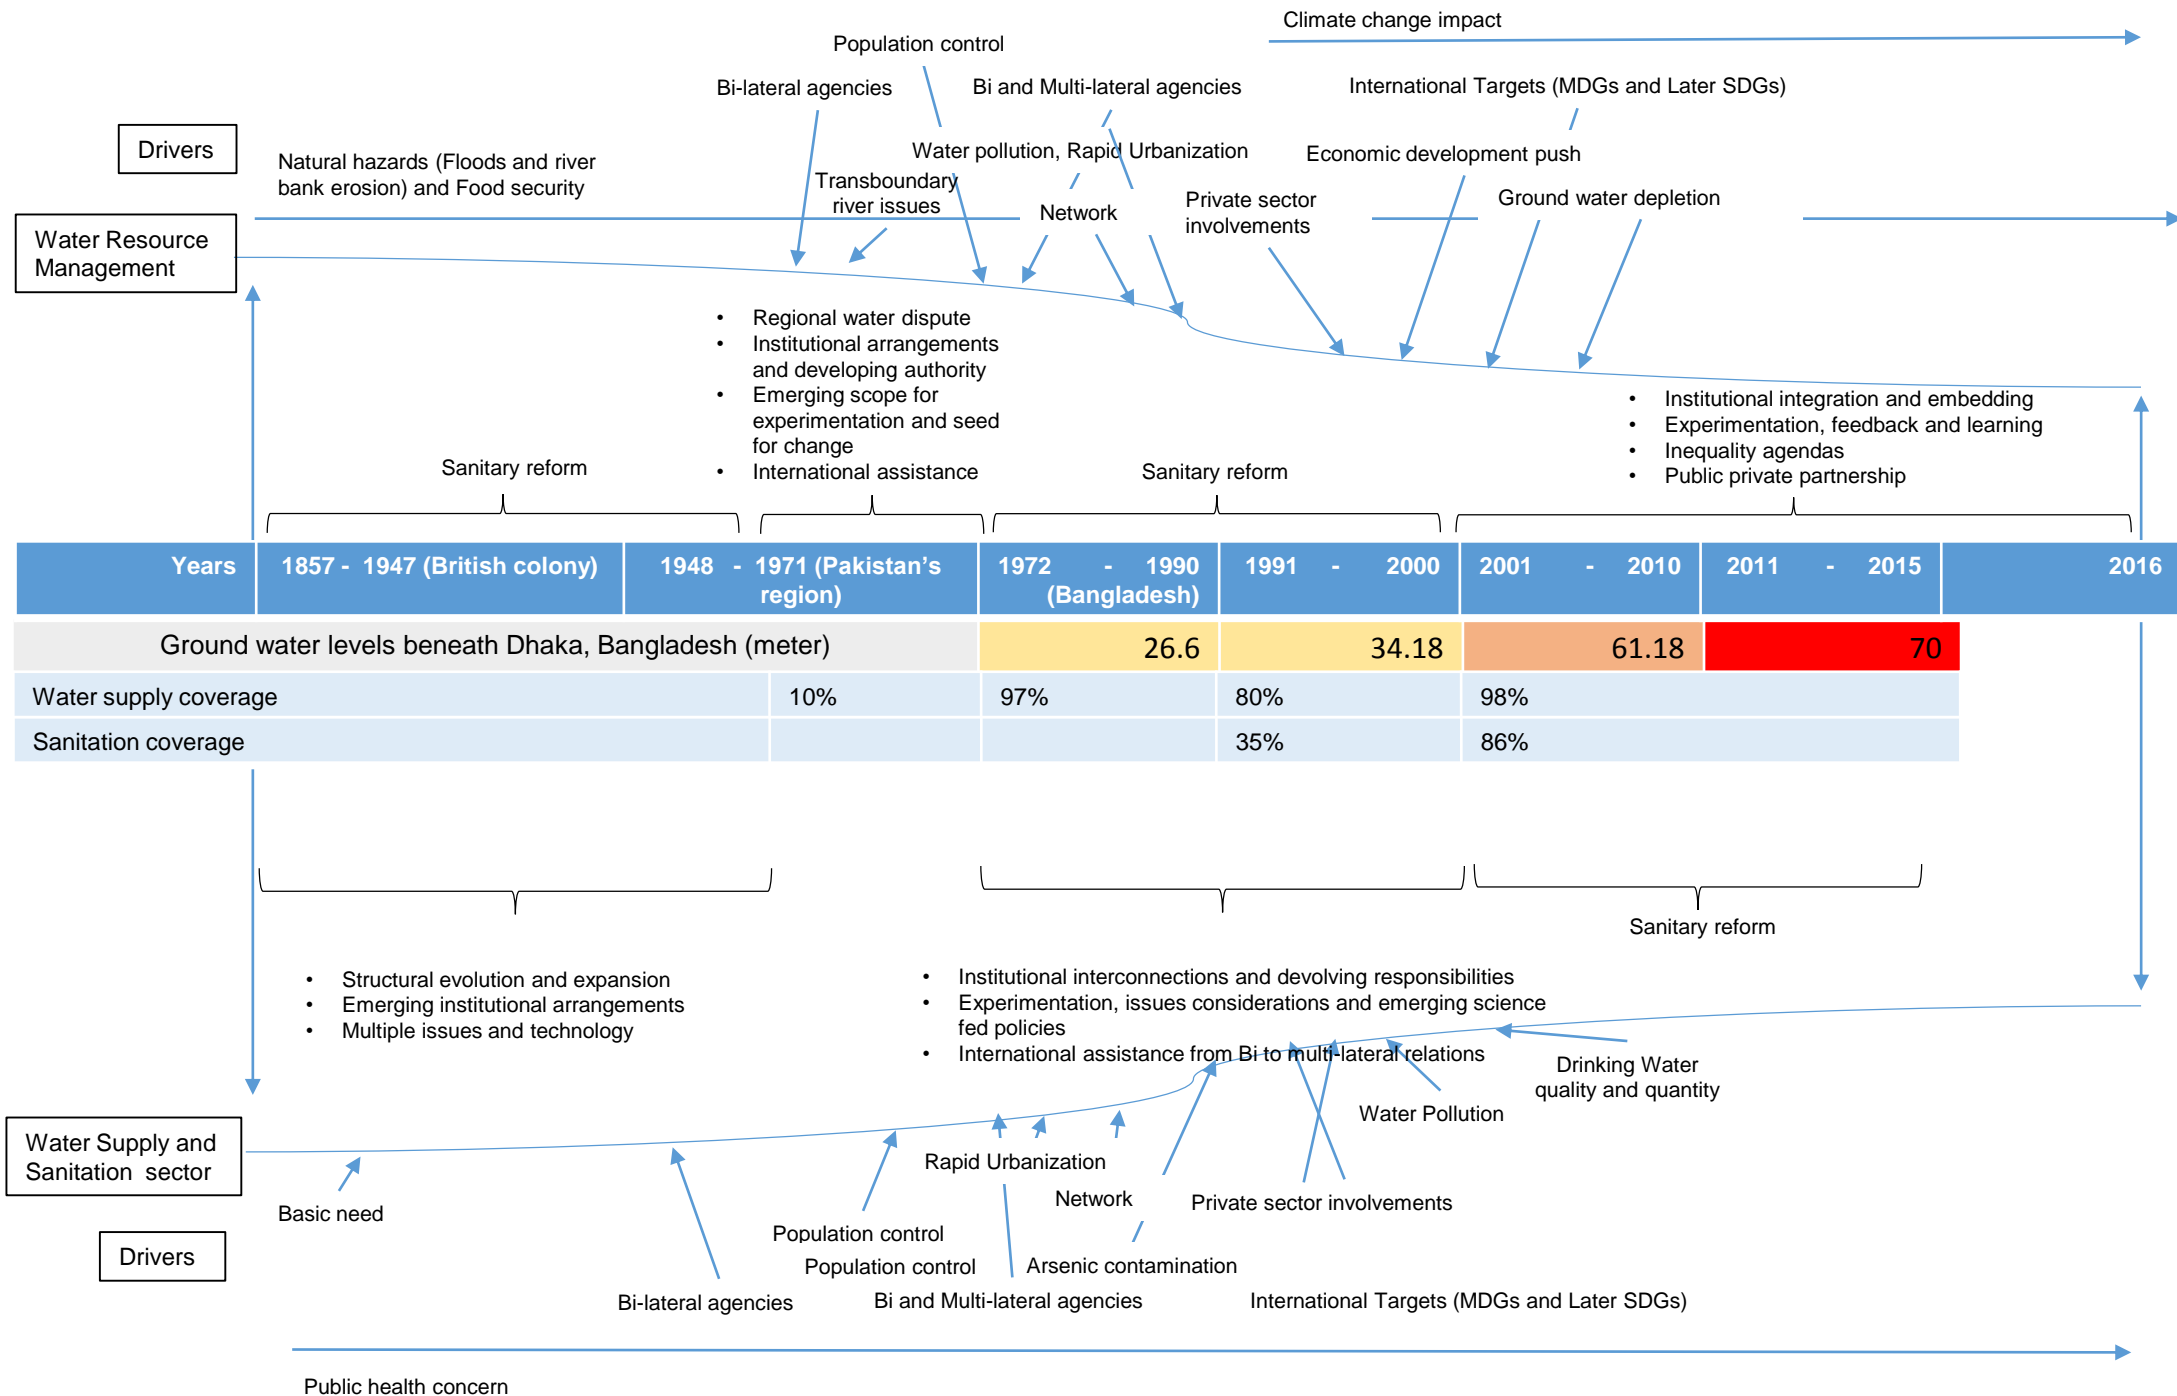 Climate change impact
Population control
Bi-lateral agencies
Bi and Multi-lateral agencies
International Targets (MDGs and Later SDGs)
Drivers
Natural hazards (Floods and river
bank erosion) and Food security
Water pollution, Rapid Urbanization
Economic development push
Transboundary
river issues
Network
Private sector
involvements
Ground water depletion
Water Resource
Management
• Regional water dispute
• Institutional arrangements
and developing authority
• Emerging scope for
experimentation and seed
for change
• International assistance
Sanitary reform
Sanitary reform
• Institutional integration and embedding
• Experimentation, feedback and learning
• Inequality agendas
• Public private partnership
Years 1857 - 1947 (British colony) 1948 - 1971 (Pakistan's 1972 - 1990 1991 - 2000 2001 - 2010 2011 - 2015 2016
region) (Bangladesh)
Ground water levels beneath Dhaka, Bangladesh (meter) 26.6 34.18 61.18 70
Water supply coverage 10% 97% 80% 98%
Sanitation coverage 35% 86%
Sanitary reform
• Structural evolution and expansion
• Emerging institutional arrangements
• Multiple issues and technology
• Institutional interconnections and devolving responsibilities
• Experimentation, issues considerations and emerging science
fed policies
• International assistance from Bi to multi-lateral relations
Drinking Water
quality and quantity
Water Pollution
Water Supply and
Sanitation sector
Rapid Urbanization
Network
Private sector involvements
Basic need
Population control
Drivers
Population control
Arsenic contamination
Bi-lateral agencies
Bi and Multi-lateral agencies
International Targets (MDGs and Later SDGs)
Public health concern